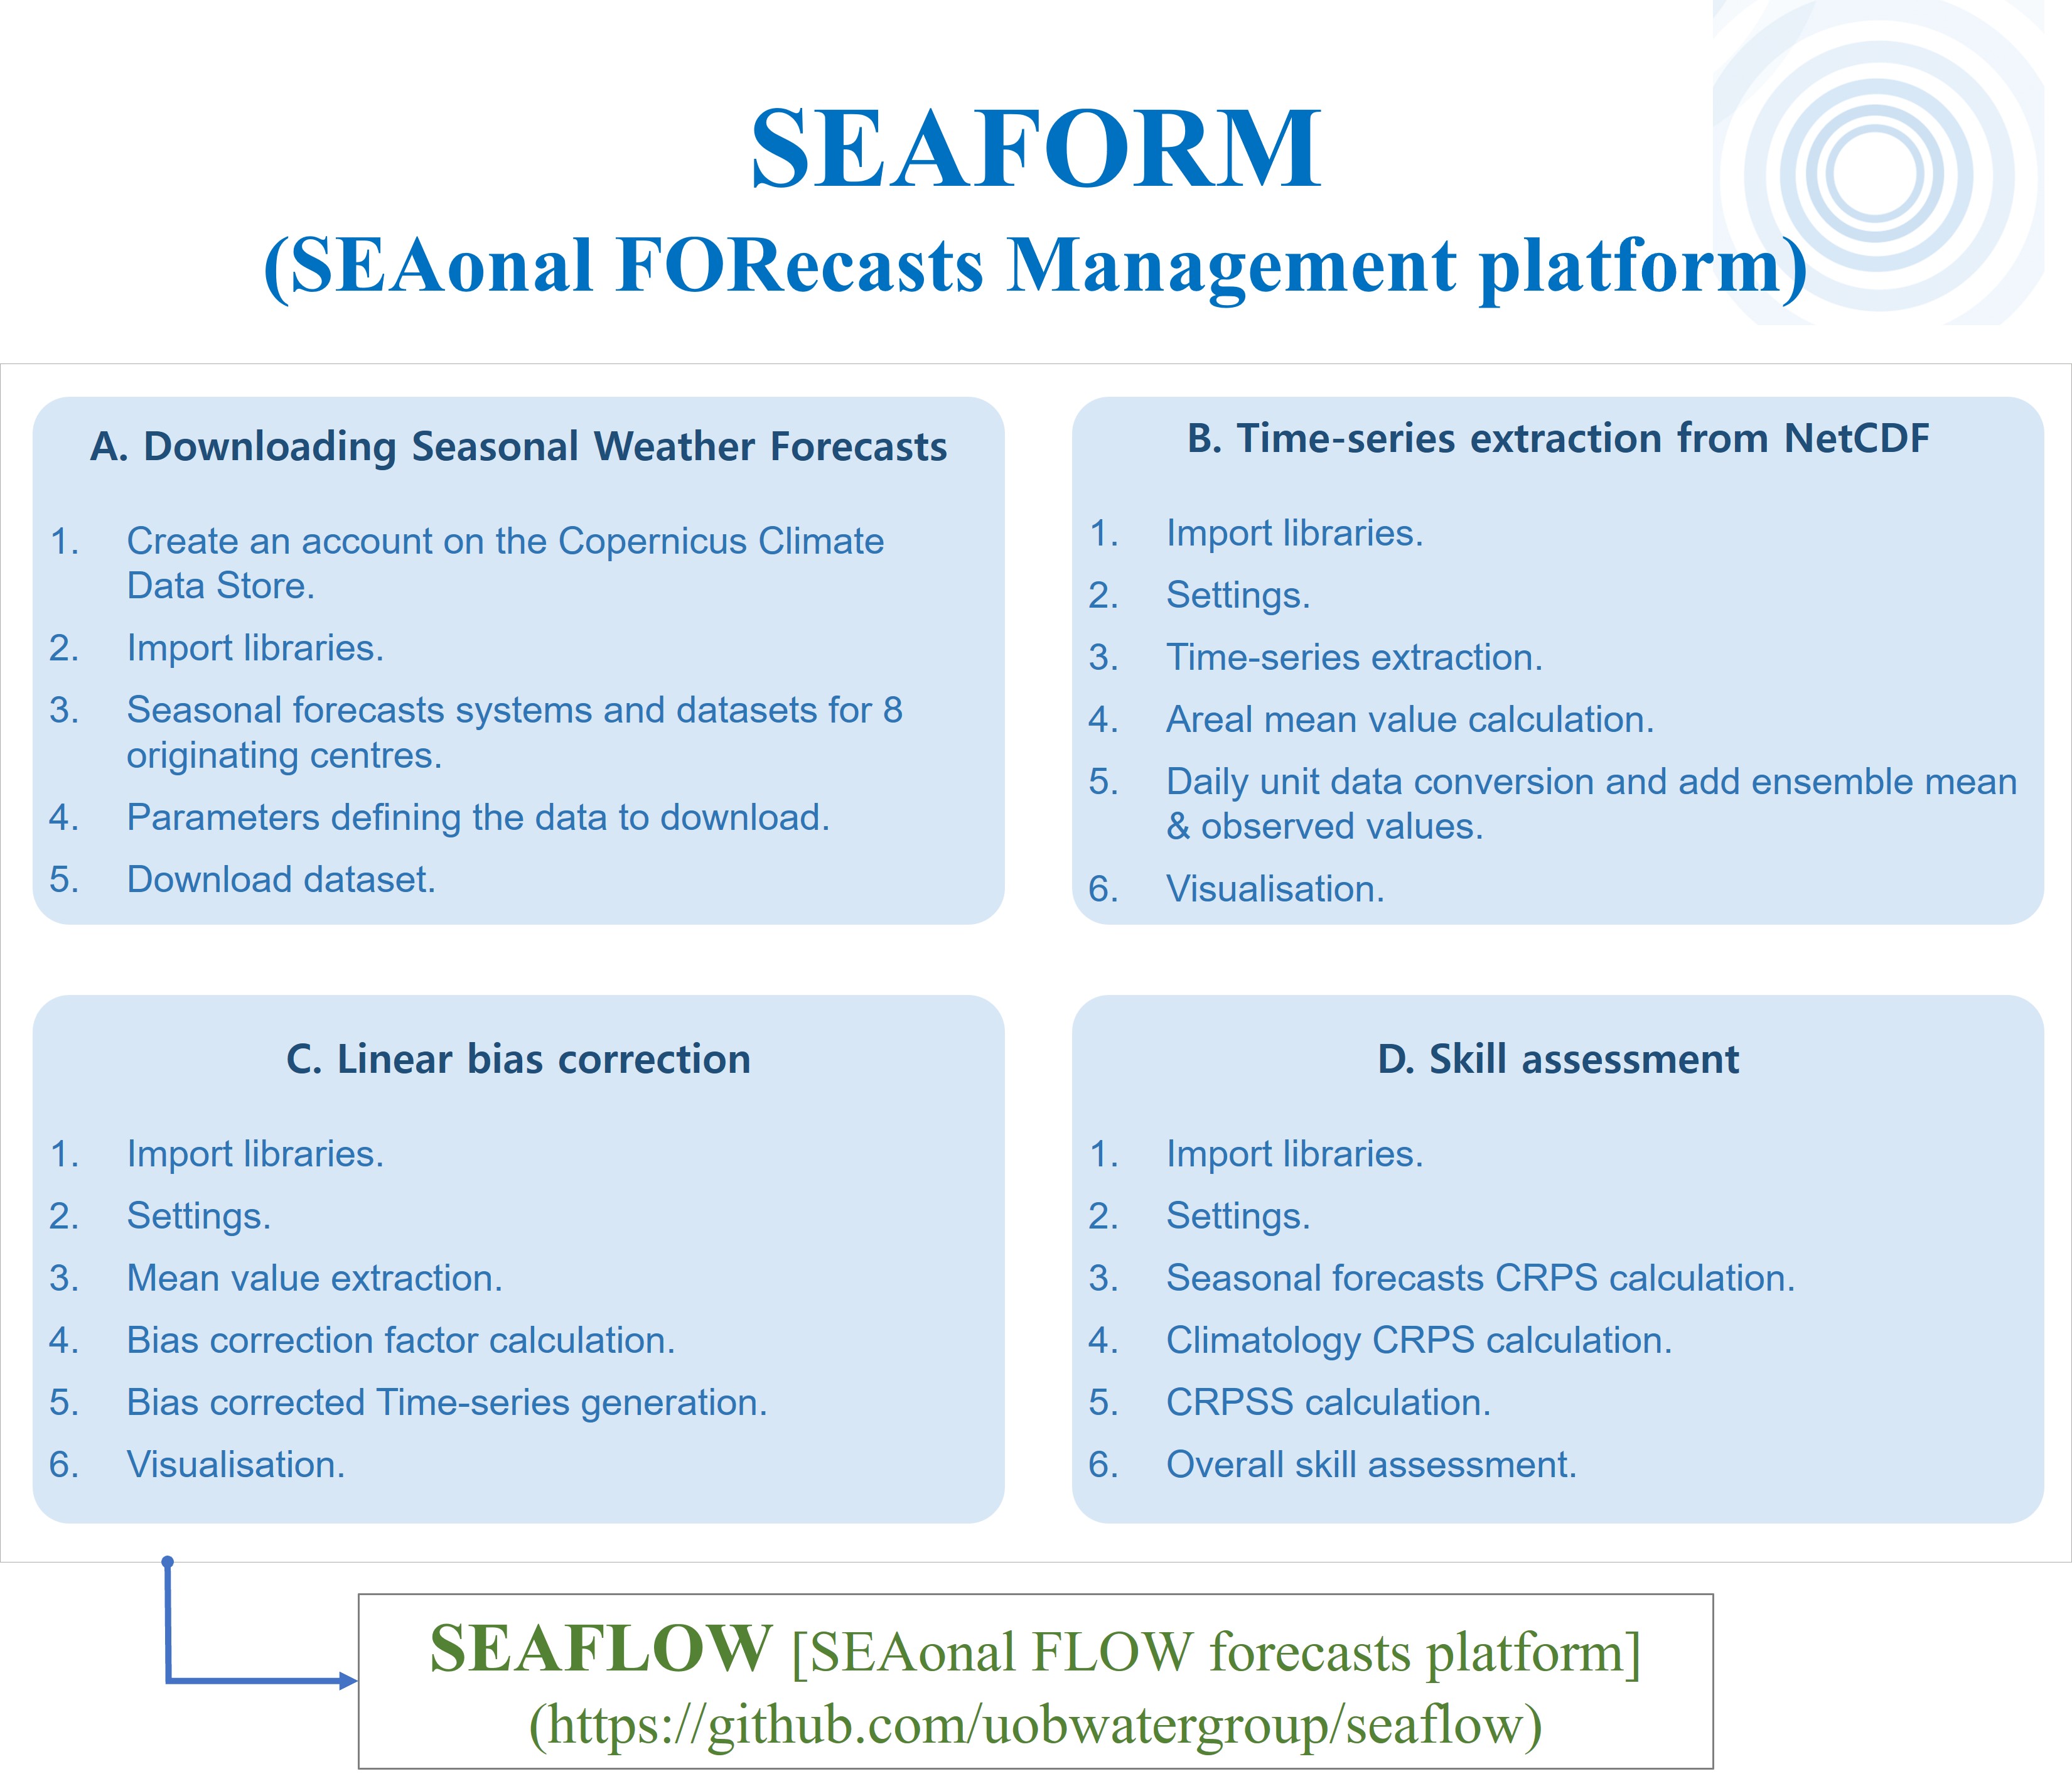 SEAFORM
(SEAonal FORecasts Management platform)
A. Downloading Seasonal Weather Forecasts
1. Create an account on the Copernicus Climate
Data Store.
2. Import libraries.
3. Seasonal forecasts systems and datasets for 8
originating centres.
4. Parameters defining the data to download.
5. Download dataset.
B. Time-series extraction from NetCDF
1. Import libraries.
2. Settings.
3. Time-series extraction.
4. Areal mean value calculation.
5. Daily unit data conversion and add ensemble mean
& observed values.
6. Visualisation.
C. Linear bias correction
1. Import libraries.
2. Settings.
3. Mean value extraction.
4. Bias correction factor calculation.
5. Bias corrected Time-series generation.
6. Visualisation.
D. Skill assessment
1. Import libraries.
2. Settings.
3. Seasonal forecasts CRPS calculation.
4. Climatology CRPS calculation.
5. CRPSS calculation.
6. Overall skill assessment.
SEAFLOW [SEAonal FLOW forecasts platform]
(https://github.com/uobwatergroup/seaflow)